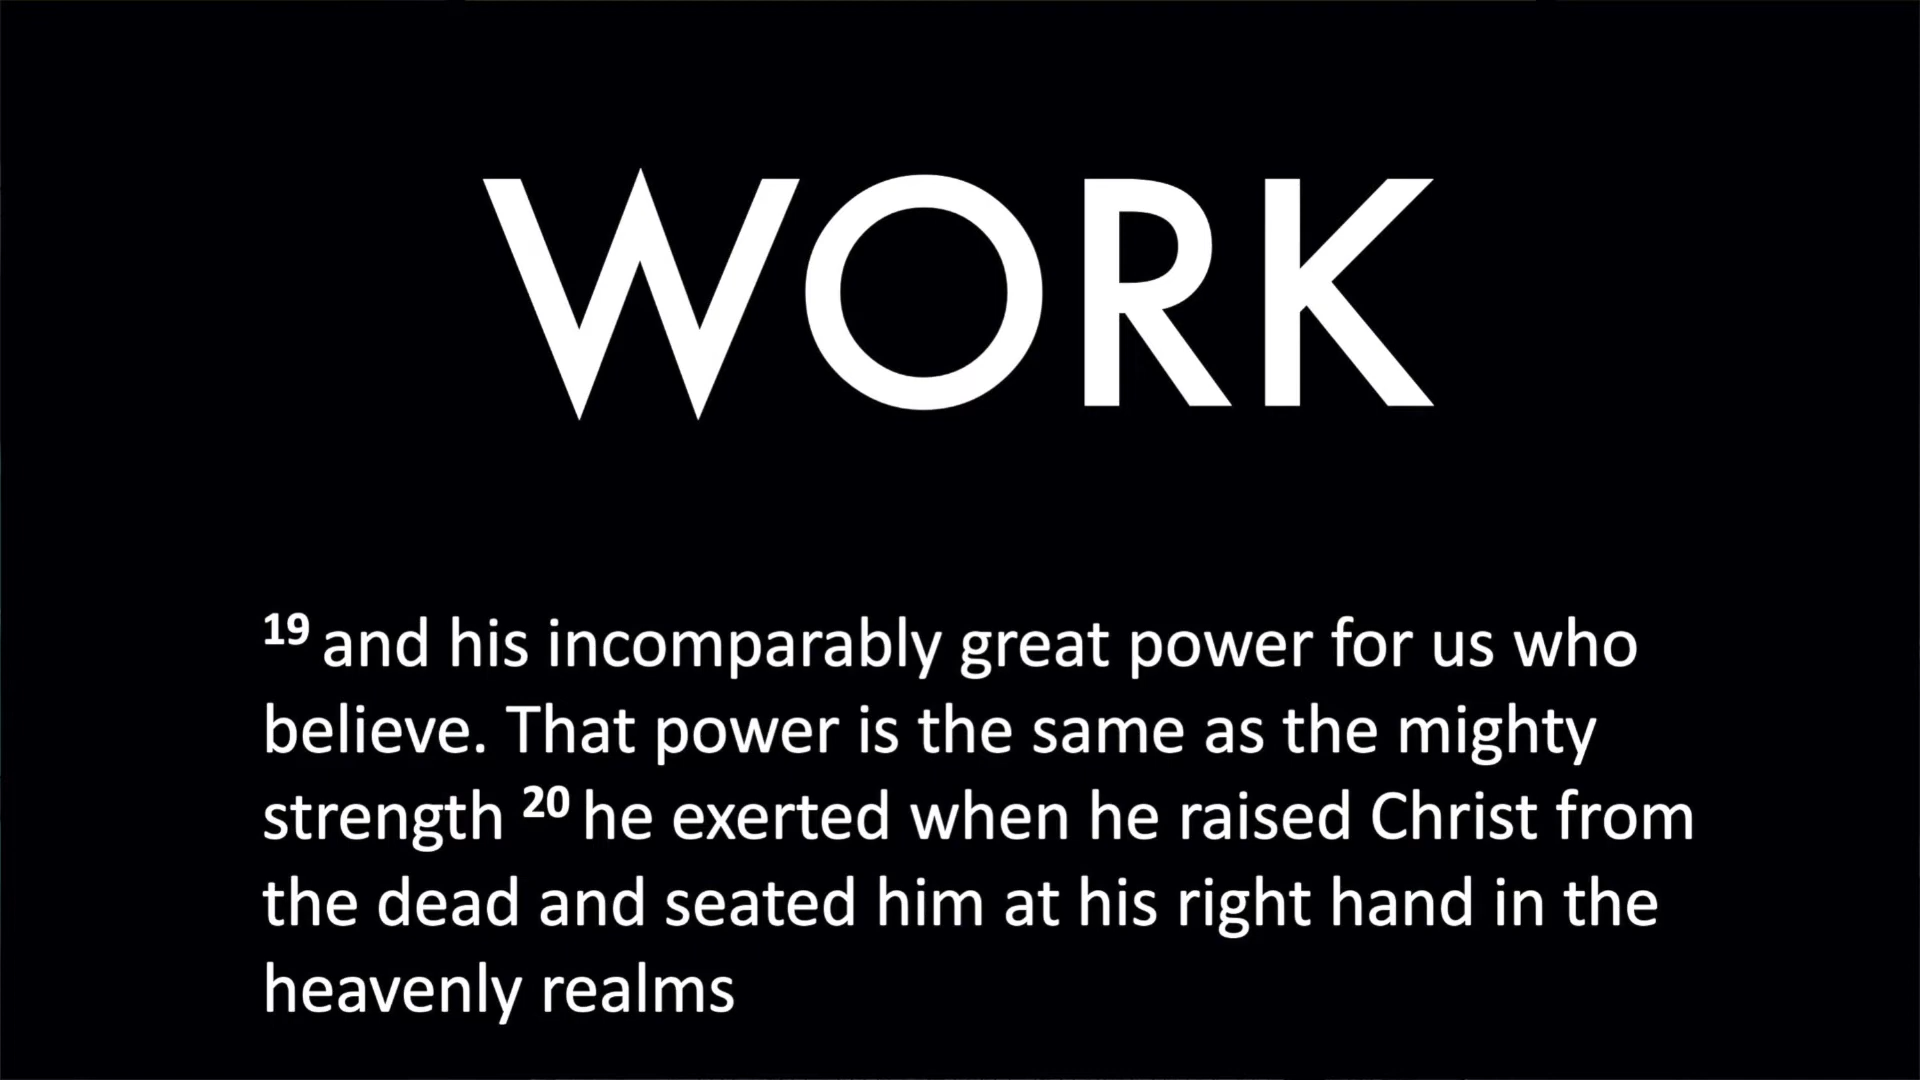 WORK
19 and his incomparably great power for us who
believe. That power is the same as the mighty
strength 20 he exerted when he raised Christ from
the dead and seated him at his right hand in the
heavenly realms